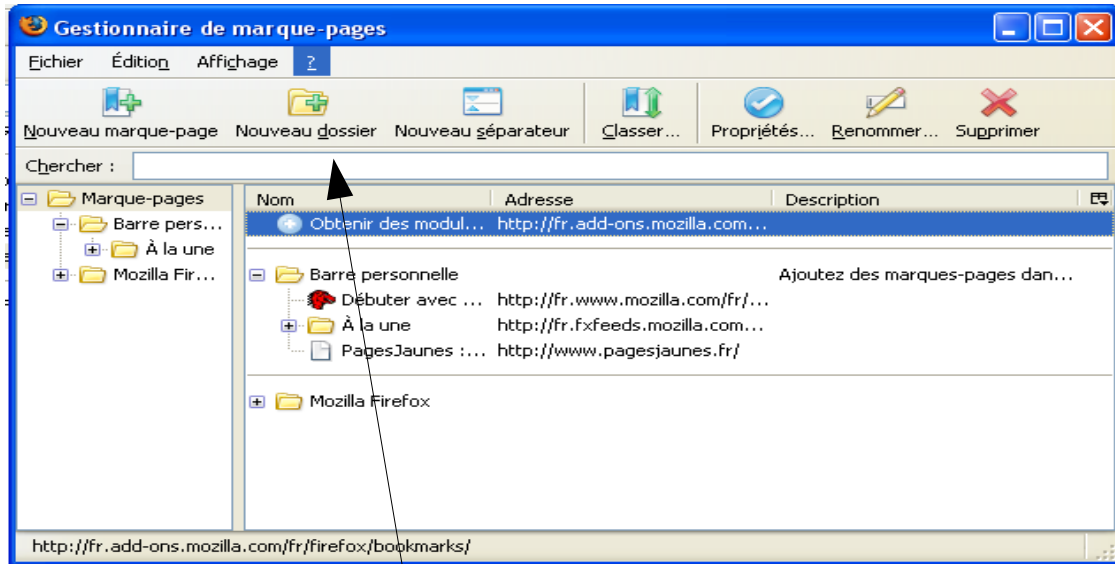 Gestionnaire de marque-pages
Fichier Édition Affichage ?
Nouveau marque-page Nouveau dossier Nouveau séparateur Classer... Propriétés... Renommer... Supprimer
Chercher :
Marque-pages
Barre pers...
À la une
Mozilla Fir...
Nom Adresse Description
Obtenir des modul... http://fr.add-ons.mozilla.com...
Barre personnelle Ajoutez des marques-pages dan...
Débuter avec ... http://fr.www.mozilla.com/fr/...
À la une http://fr.fxfeeds.mozilla.com...
PagesJaunes :... http://www.pagesjaunes.fr/
Mozilla Firefox
http://fr.add-ons.mozilla.com/fr/firefox/bookmarks/